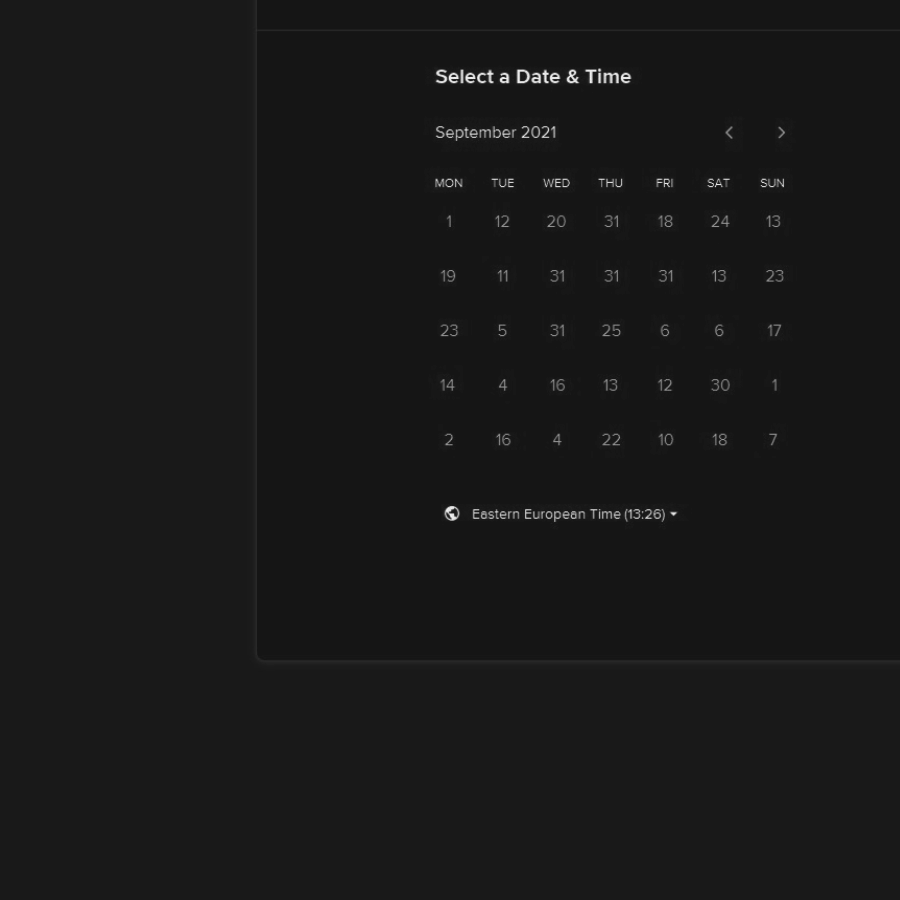 Select a Date & Time
September 2021
MON TUE WED THU FRI SAT SUN
1 12 20 31 18 24 13
19 11 31 31 31 13 23
23 5 31 25 6 6 17
14 4 16 13 12 30 1
2 16 4 22 10 18 7
Eastern European Time (13:26)